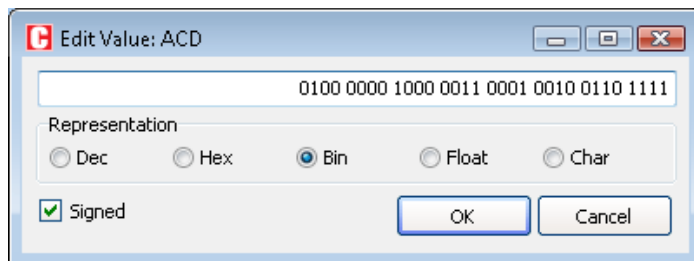 C Edit Value: ACD
0100 0000 1000 0011 0001 0010 0110 1111
Representation
Dec Hex Bin Float Char
Signed OK Cancel